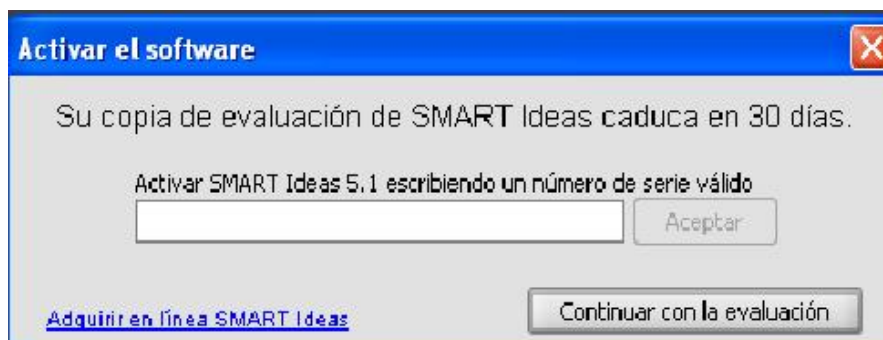 Activar el software
Su copia de evaluación de SMART Ideas caduca en 30 días.
Activar SMART Ideas 5.1 escribiendo un número de serie válido
Aceptar
Adquirir en línea SMART Ideas
Continuar con la evaluación